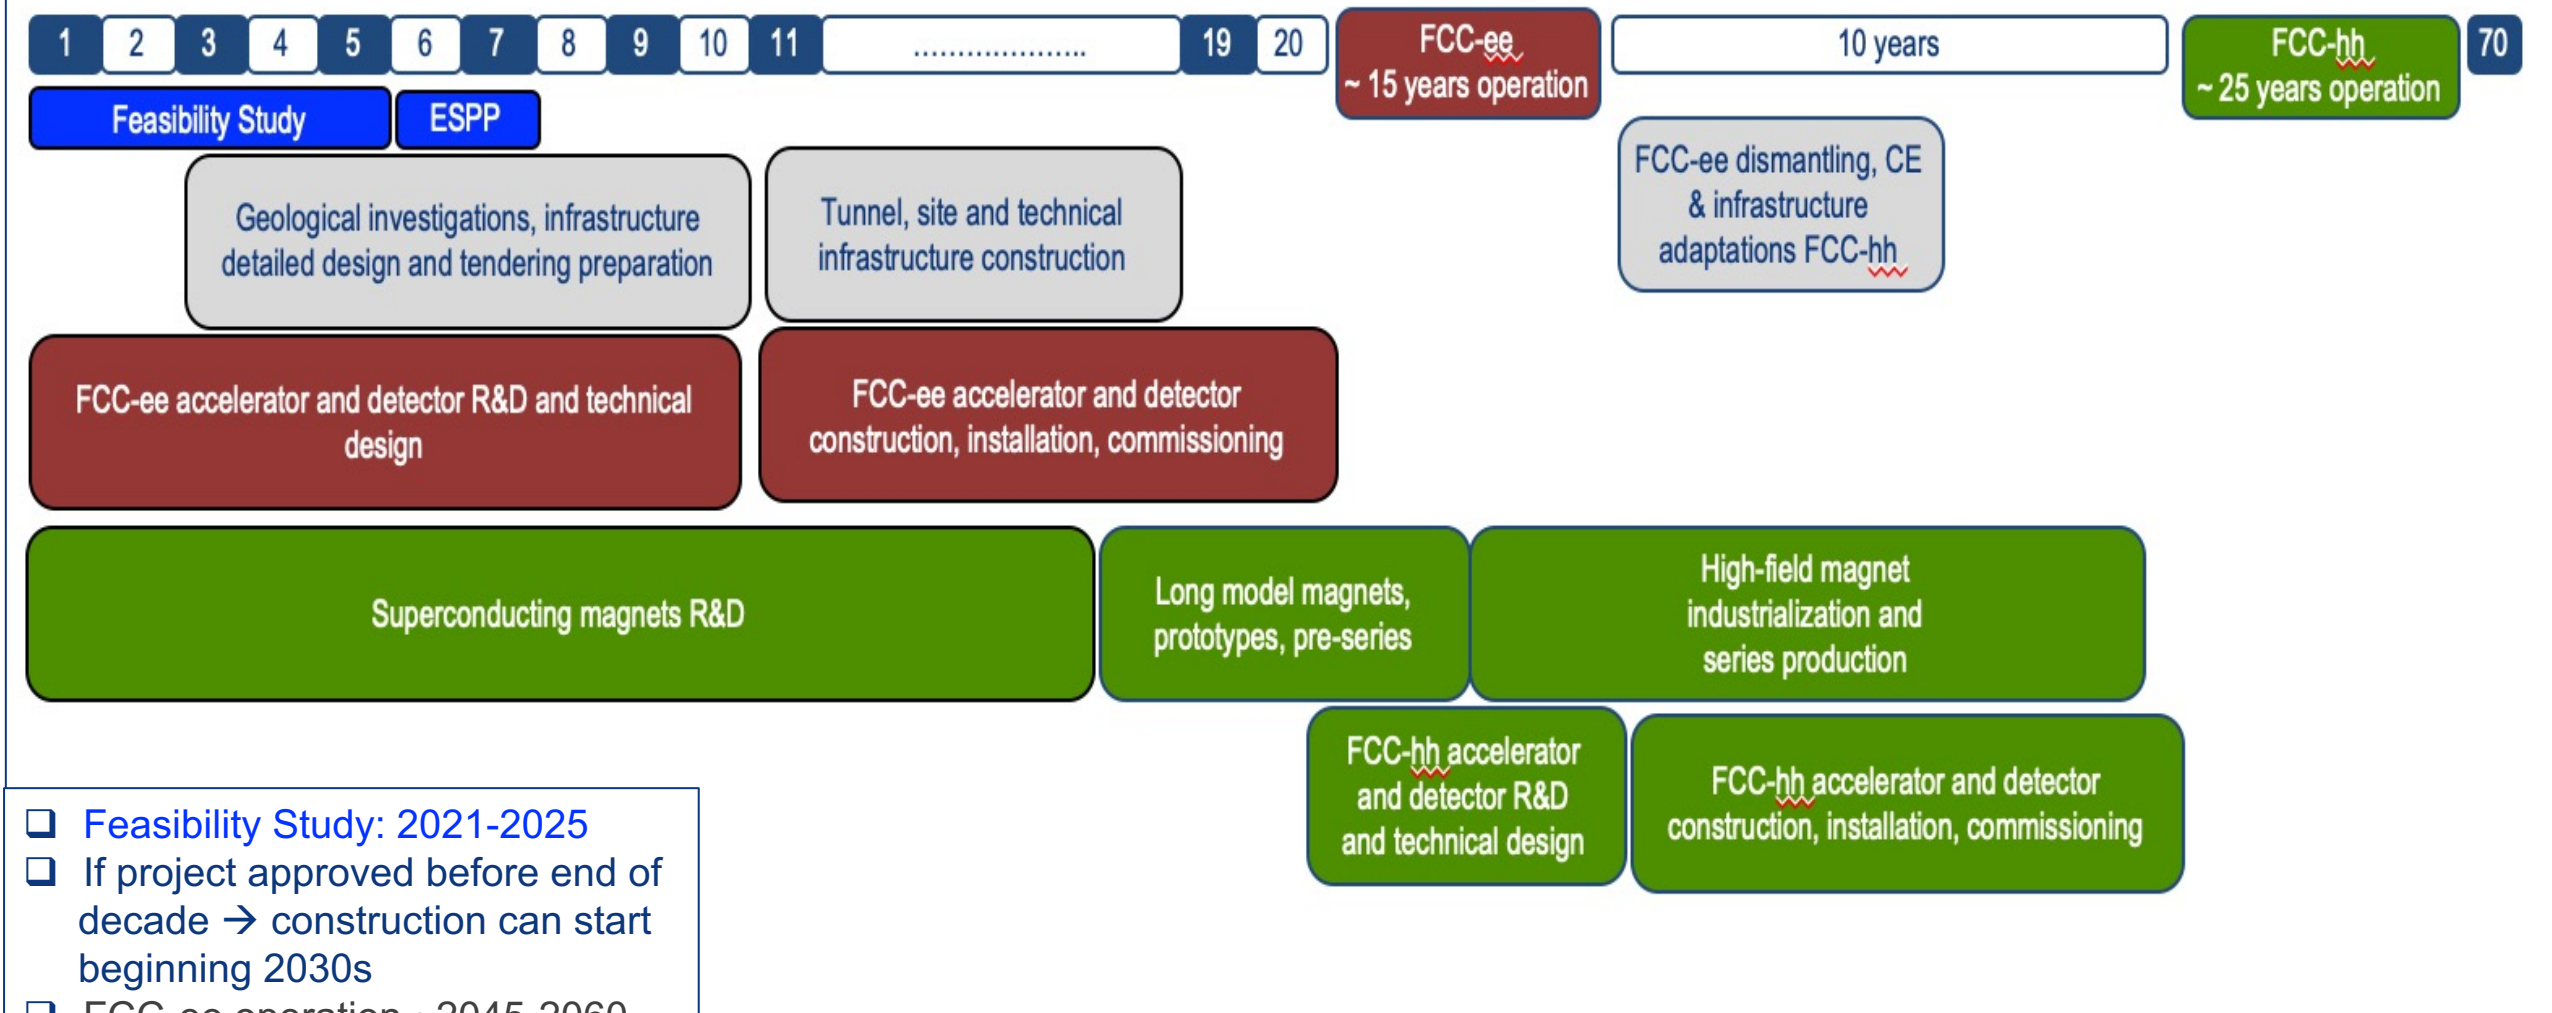 1 2 3 4 5 6 7 8 9 10 11 ..................... 19 20
FCC-ee
~ 15 years operation
10 years
FCC-hh
~ 25 years operation
70
Feasibility Study
ESPP
Geological investigations, infrastructure
detailed design and tendering preparation
Tunnel, site and technical
infrastructure construction
FCC-ee dismantling, CE
& infrastructure
adaptations FCC-hh
FCC-ee accelerator and detector R&D and technical
design
FCC-ee accelerator and detector
construction, installation, commissioning
Superconducting magnets R&D
Long model magnets,
prototypes, pre-series
High-field magnet
industrialization and
series production
FCC-hh accelerator
and detector R&D
and technical design
FCC-hh accelerator and detector
construction, installation, commissioning
❑ Feasibility Study: 2021-2025
❑ If project approved before end of
decade → construction can start
beginning 2030s
❑ FCC-ee operation 2045-2060